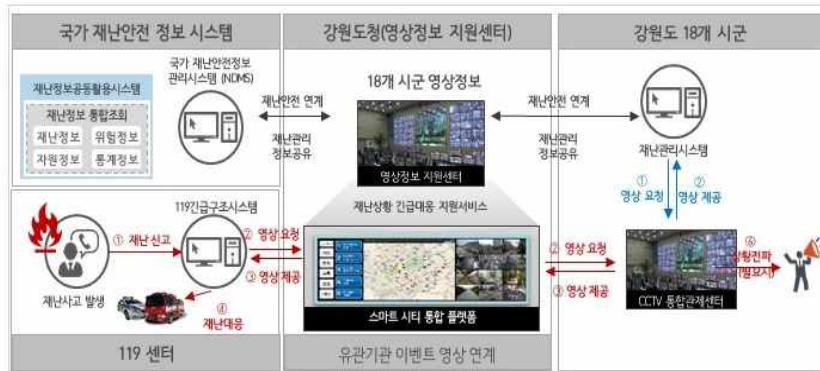 국가 재난안전 정보 시스템
강원도청(영상정보 지원센터)
강원도 18개 시군
재난정보공동활용시스템
재난정보 통합조회
재난정보
위험정보
자원정보
통계정보
국가 재난안전정보
관리시스템 (NDMS)
재난안전 연계
재난관리
정보공유
18개 시군 영상정보
영상정보 지원센터
재난안전 연계
재난관리
정보공유
재난관리시스템
①
영상 요청
②
영상 제공
재난상황 긴급대응 지원서비스
119긴급구조시스템
① 재난 신고
재난사고 발생
④
재난대응
② 영상 요청
③ 영상 제공
스마트 시티 통합 플랫폼
② 영상 요청
③ 영상 제공
CCTV 통합관제센터
⑥
상황전파
(필요시)
119 센터
유관기관 이벤트 영상 연계